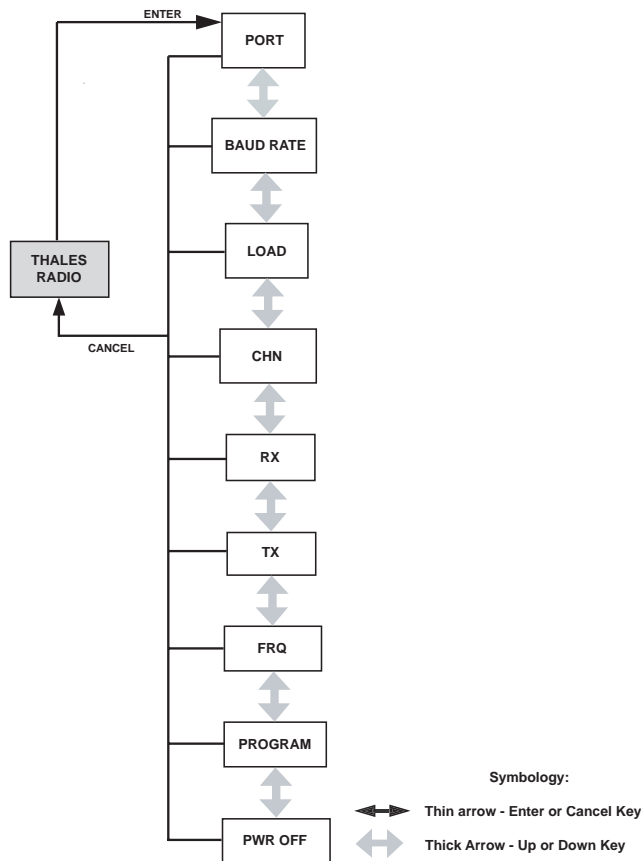 ENTER
PORT
BAUD RATE
LOAD
THALES
RADIO
CANCEL
CHN
RX
TX
FRQ
PROGRAM
PWR OFF
Symbology:
Thin arrow - Enter or Cancel Key
Thick Arrow - Up or Down Key